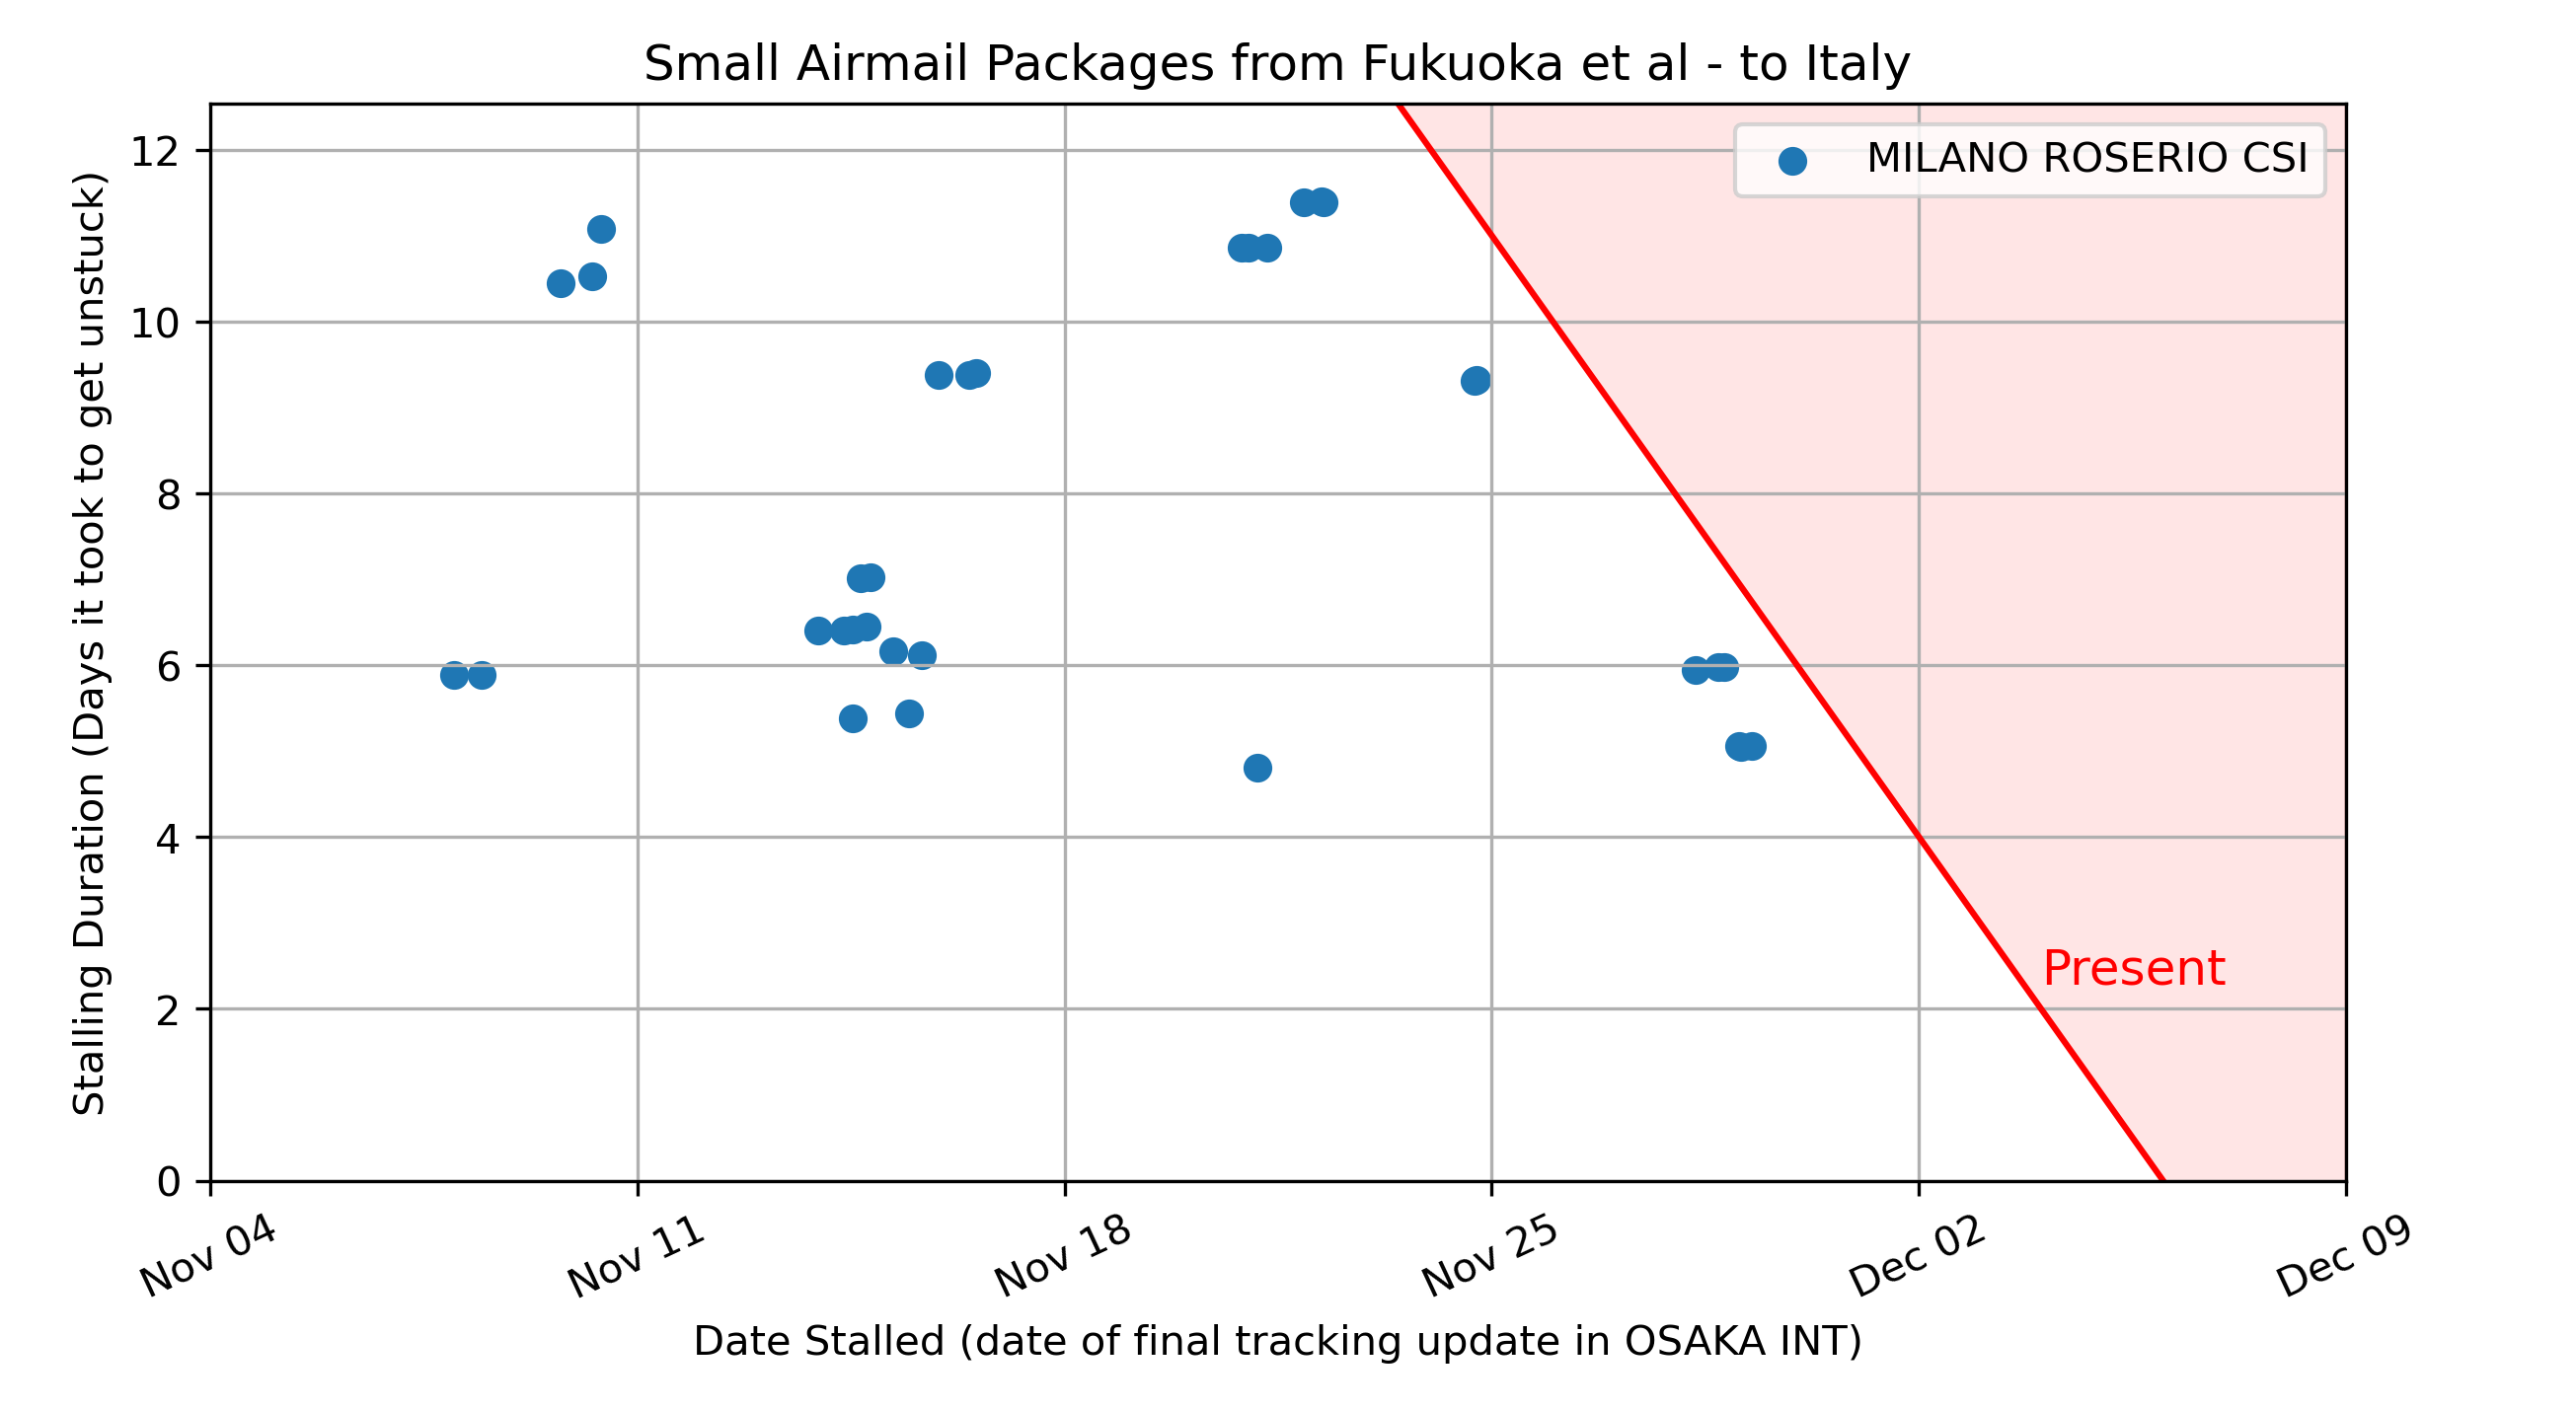 Small Airmail Packages from Fukuoka et al - to Italy
MILANO ROSERIO CSI
Stalling Duration (Days it took to get unstuck)
12
10
8
6
4
2
0
Present
Nov 04
Nov 11
Nov 18
Nov 25
Dec 02
Dec 09
Date Stalled (date of final tracking update in OSAKA INT)